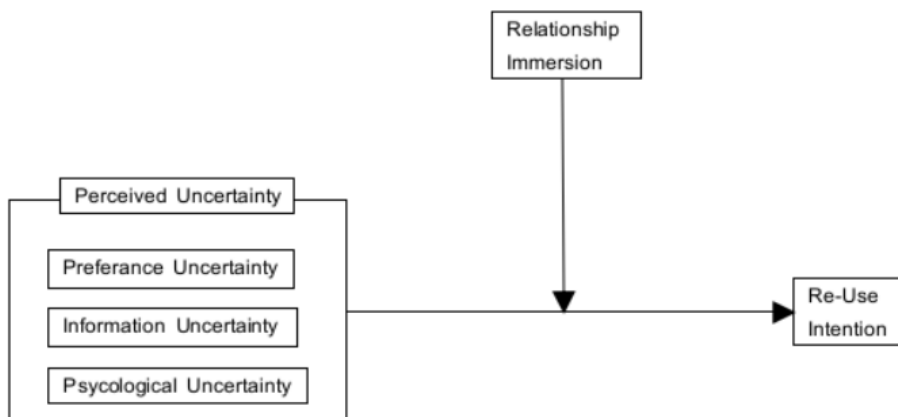 Relationship
Immersion
Perceived Uncertainty
Preferance Uncertainty
Information Uncertainty
Psycological Uncertainty
Re-Use
Intention